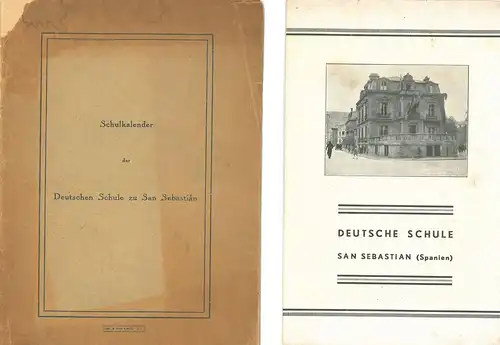 Schulkalender
der
Deutschen Schule zu San Sebastián
DEUTSCHE SCHULE
SAN SEBASTIAN (Spanien)